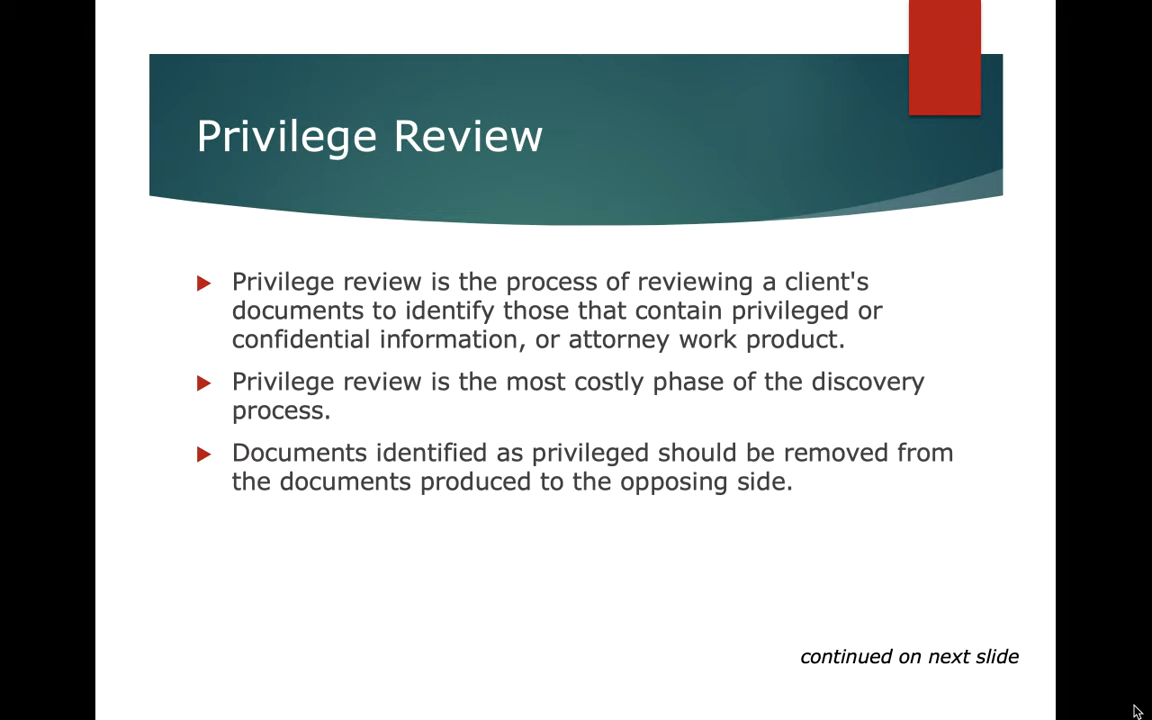 Privilege Review
Privilege review is the process of reviewing a client's
documents to identify those that contain privileged or
confidential information, or attorney work product.
Privilege review is the most costly phase of the discovery
process.
Documents identified as privileged should be removed from
the documents produced to the opposing side.
continued on next slide